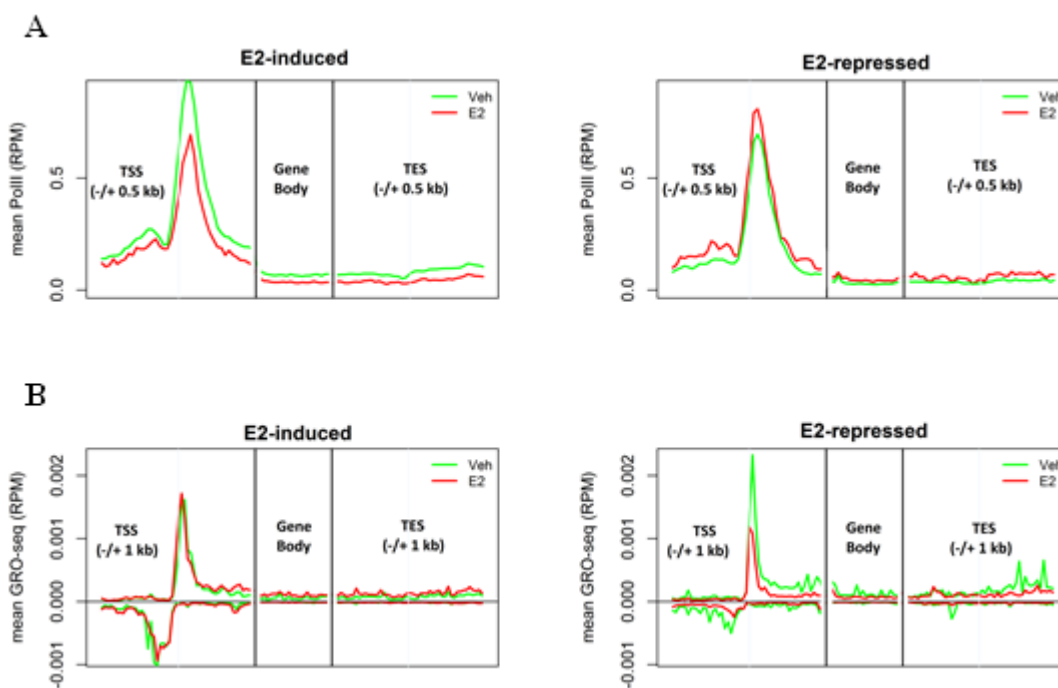 A
E2-induced
mean PolII (RPM)
0.5
0.0
TSS
(-/+ 0.5 kb)
Gene
Body
TES
(-/+ 0.5 kb)
Veh
E2
E2-repressed
mean PolII (RPM)
0.5
0.0
TSS
(-/+ 0.5 kb)
Gene
Body
TES
(-/+ 0.5 kb)
Veh
E2
B
E2-induced
mean GRO-seq (RPM)
0.002
0.001
0.000
-0.001
TSS
(-/+ 1 kb)
Gene
Body
TES
(-/+ 1 kb)
Veh
E2
E2-repressed
mean GRO-seq (RPM)
0.002
0.001
0.000
-0.001
TSS
(-/+ 1 kb)
Gene
Body
TES
(-/+ 1 kb)
Veh
E2